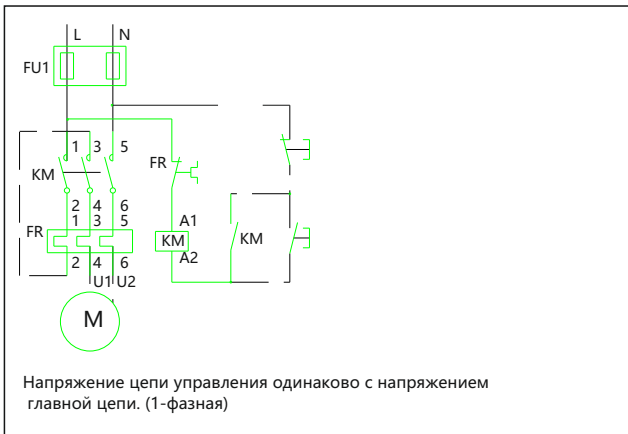 L N
FU1
1 3 5
KM
FR
2 4 6
1 3 5
FR
A1
KM
A2
KM
2 4 6
U1 U2
M
Напряжение цепи управления одинаково с напряжением
главной цепи. (1-фазная)